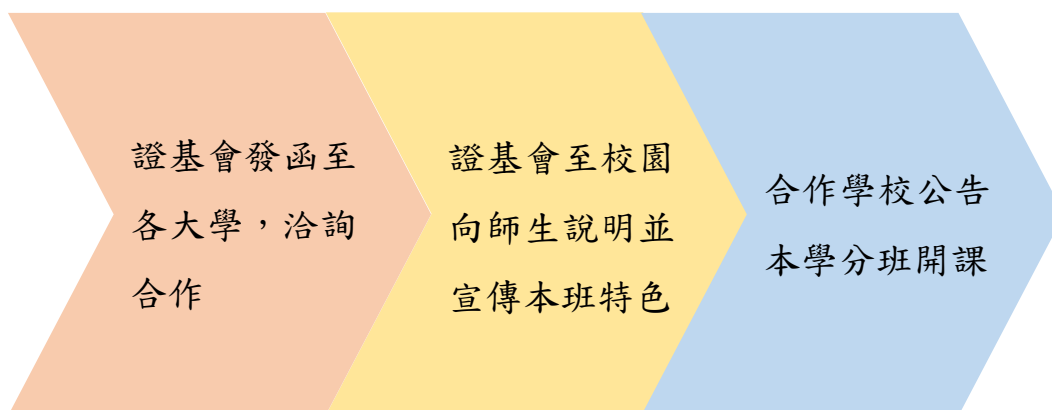 證基會發函至
各大學，洽詢
合作
證基會至校園
向師生說明並
宣傳本班特色
合作學校公告
本學分班開課